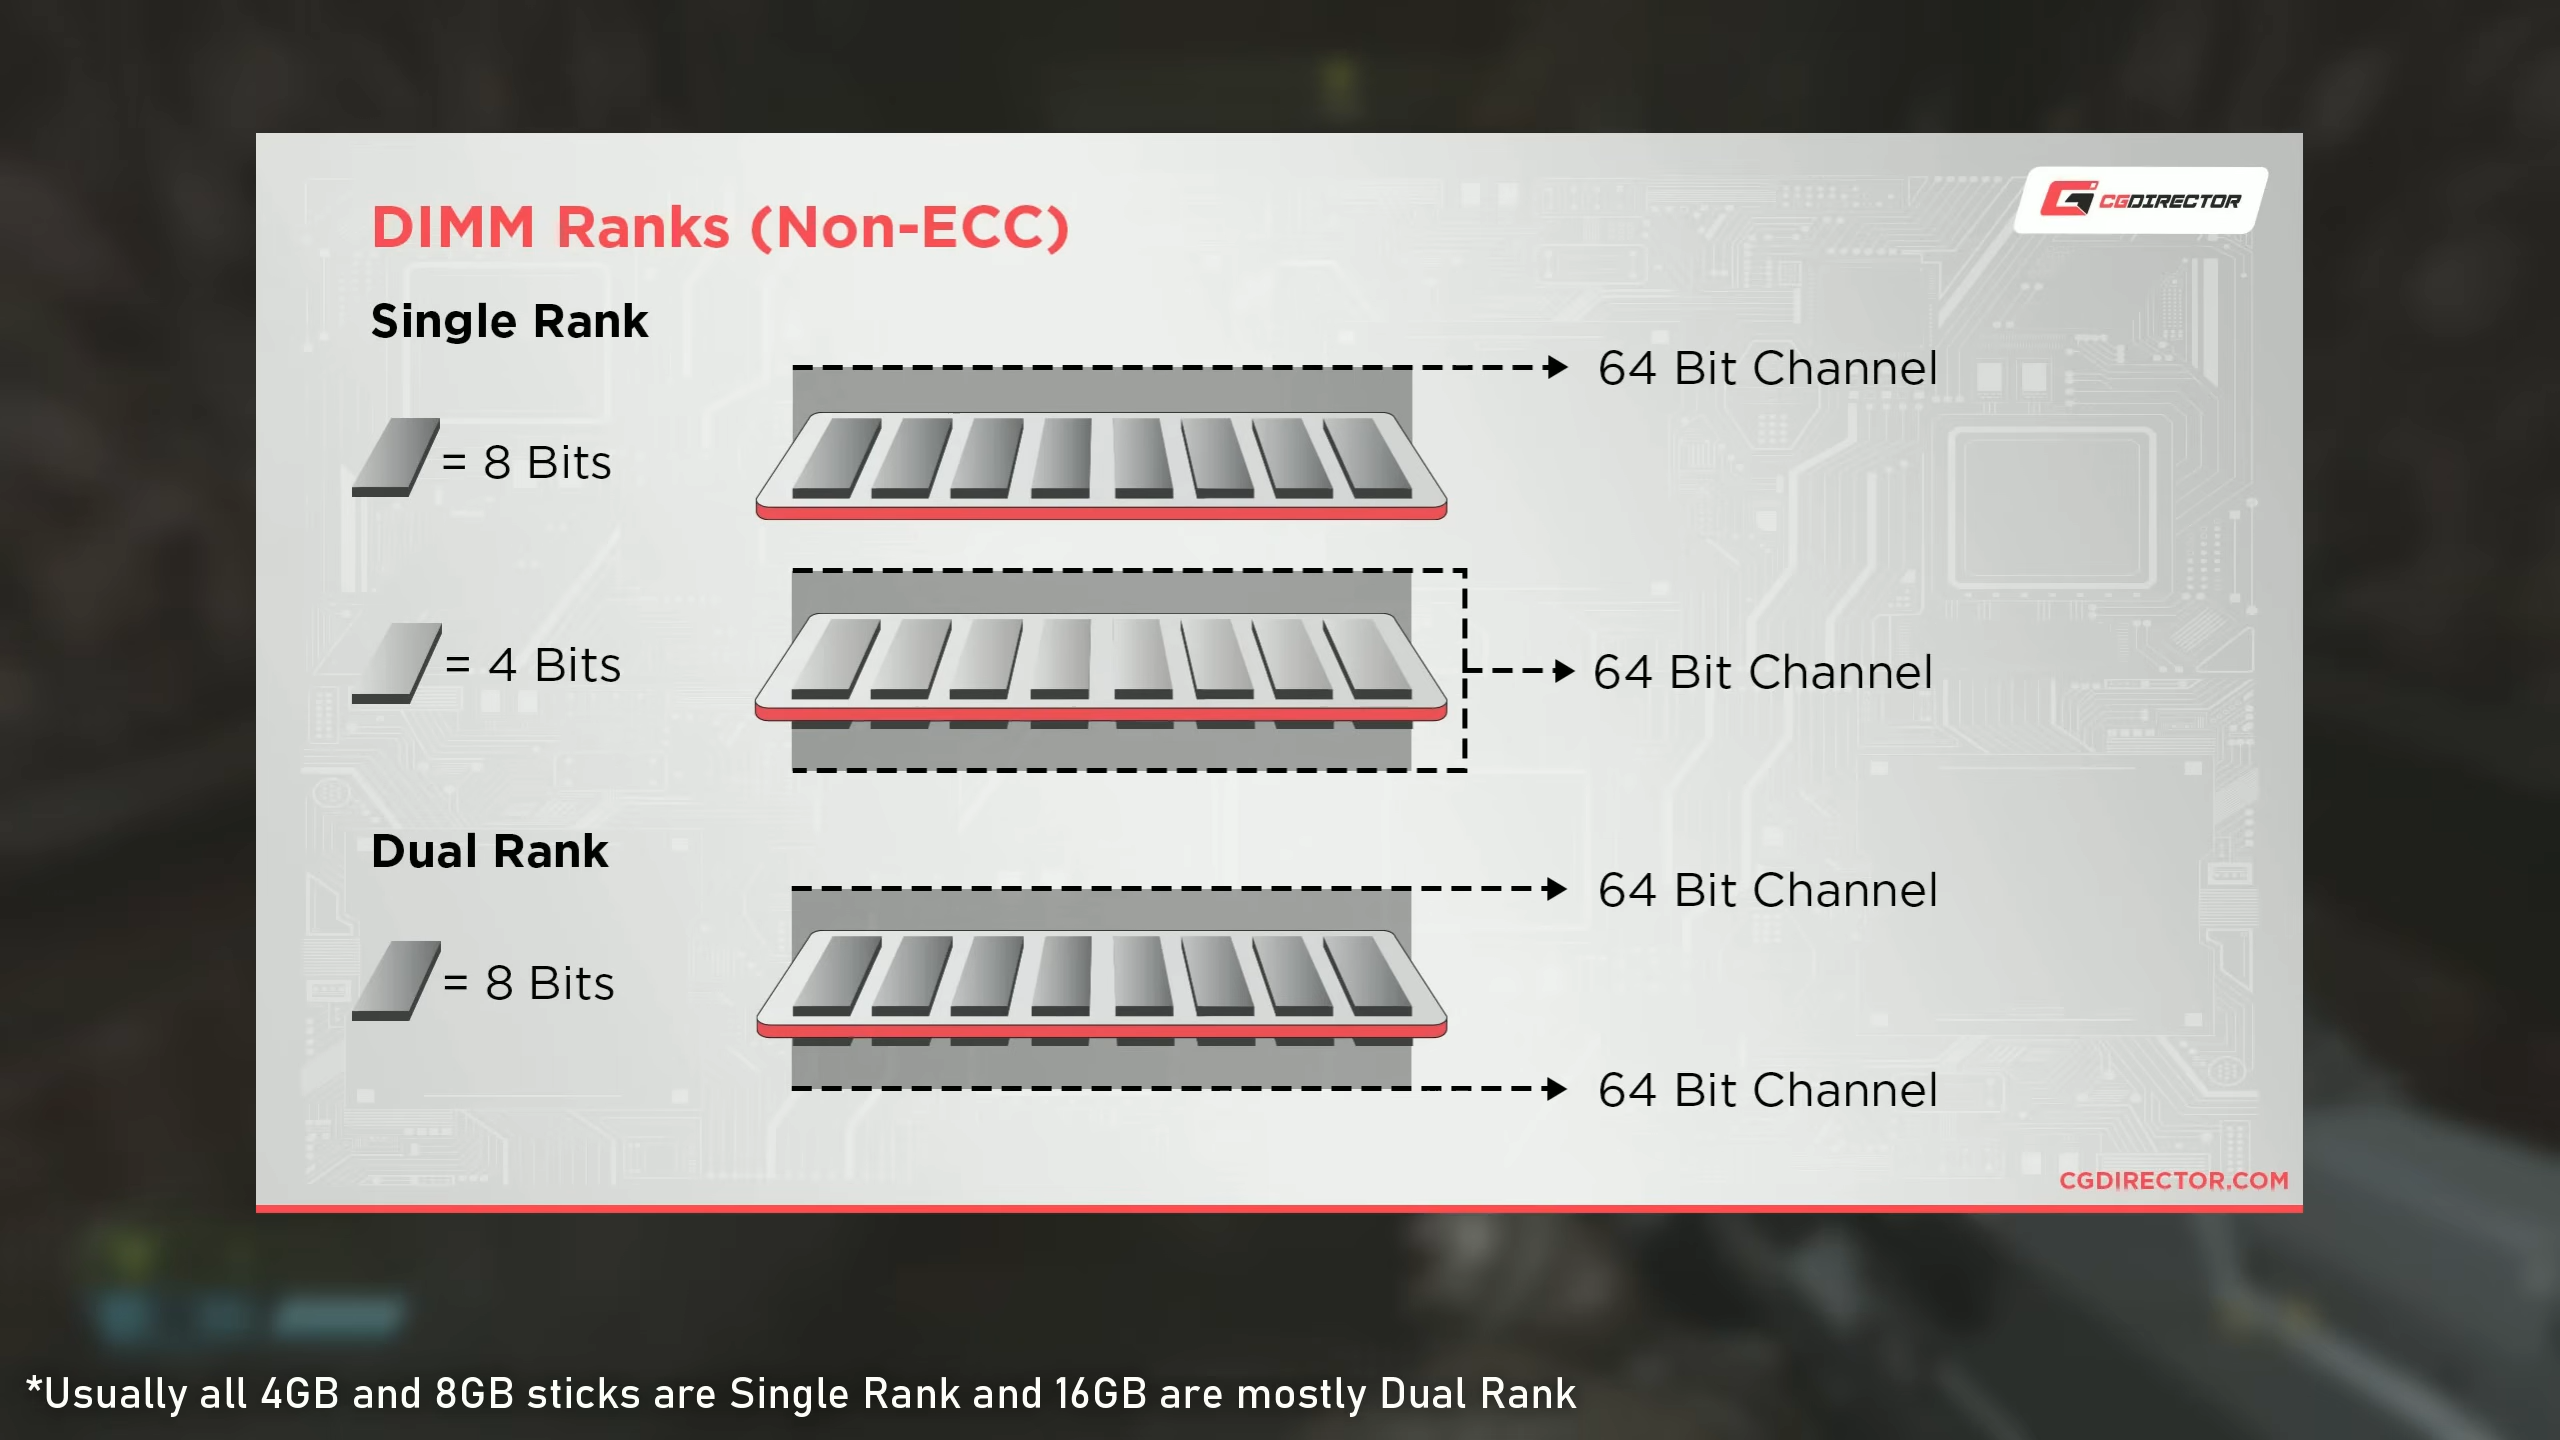 DIMM Ranks (Non-ECC)
CGDIRECTOR
Single Rank
64 Bit Channel
= 8 Bits
= 4 Bits
64 Bit Channel
Dual Rank
64 Bit Channel
= 8 Bits
64 Bit Channel
CGDIRECTOR.COM
*Usually all 4GB and 8GB sticks are Single Rank and 16GB are mostly Dual Rank